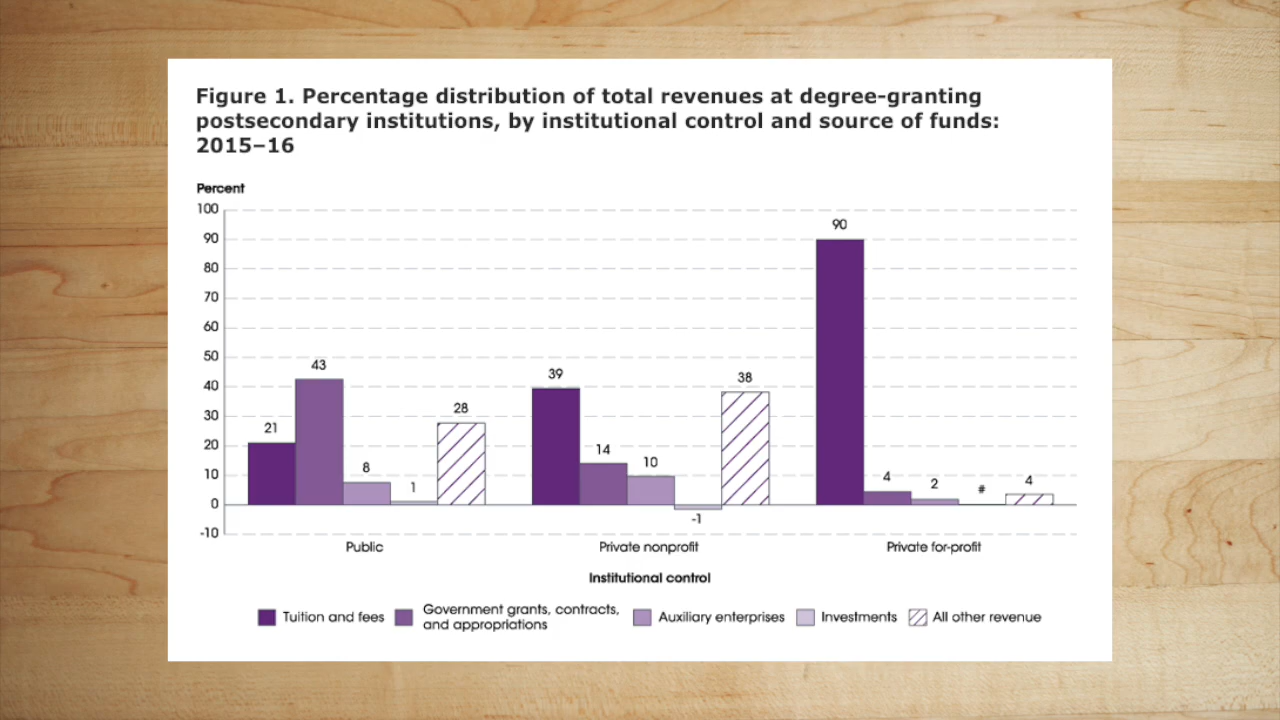 Figure 1. Percentage distribution of total revenues at degree-granting
postsecondary institutions, by institutional control and source of funds:
2015–16
Percent
100
90
80
70
60
50
40
30
20
10
0
-10
21
43
8
1
28
39
14
10
-1
38
90
4
2
#
4
Public
Private nonprofit
Private for-profit
Institutional control
Tuition and fees
Government grants, contracts,
and appropriations
Auxiliary enterprises
Investments
All other revenue